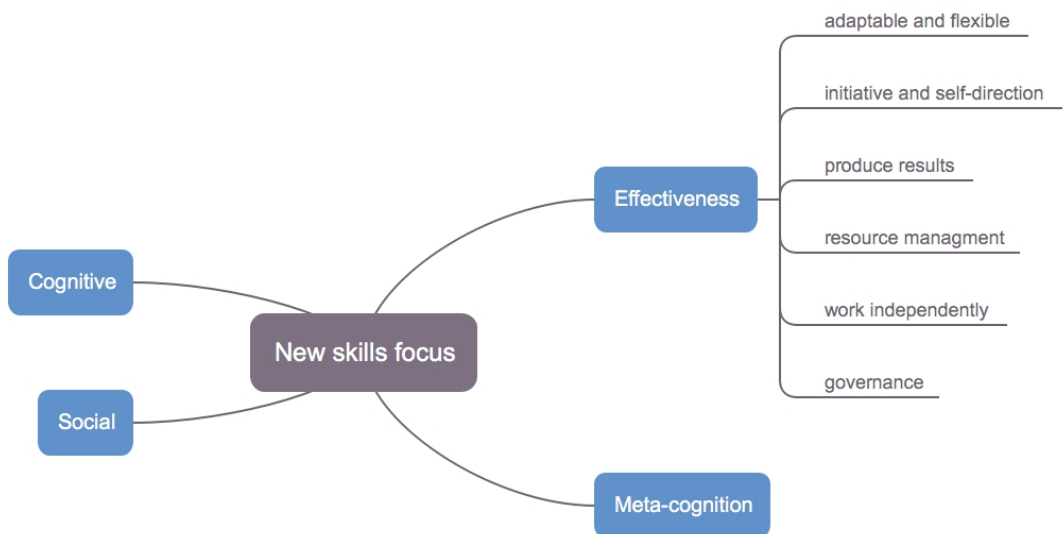 adaptable and flexible
initiative and self-direction
produce results
Effectiveness
resource managment
Cognitive
work independently
New skills focus
governance
Social
Meta-cognition